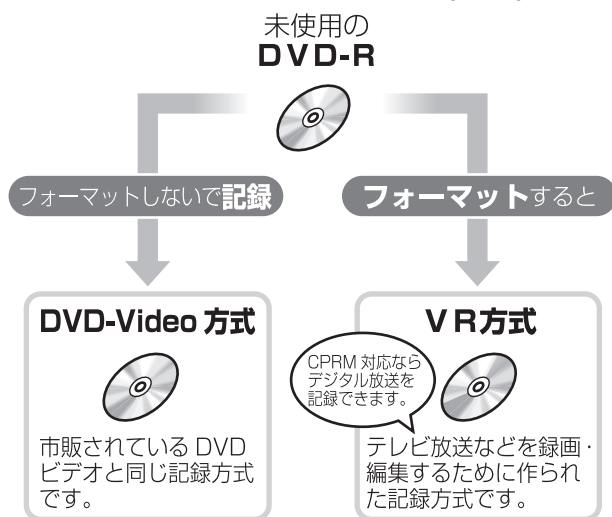 未使用の
DVD-R
フォーマットしないで記録
フォーマットすると
DVD-Video 方式
市販されている DVD
ビデオと同じ記録方式
です。
VR方式
CPRM 対応なら
デジタル放送を
記録できます。
テレビ放送などを録画・
編集するために作られ
た記録方式です。